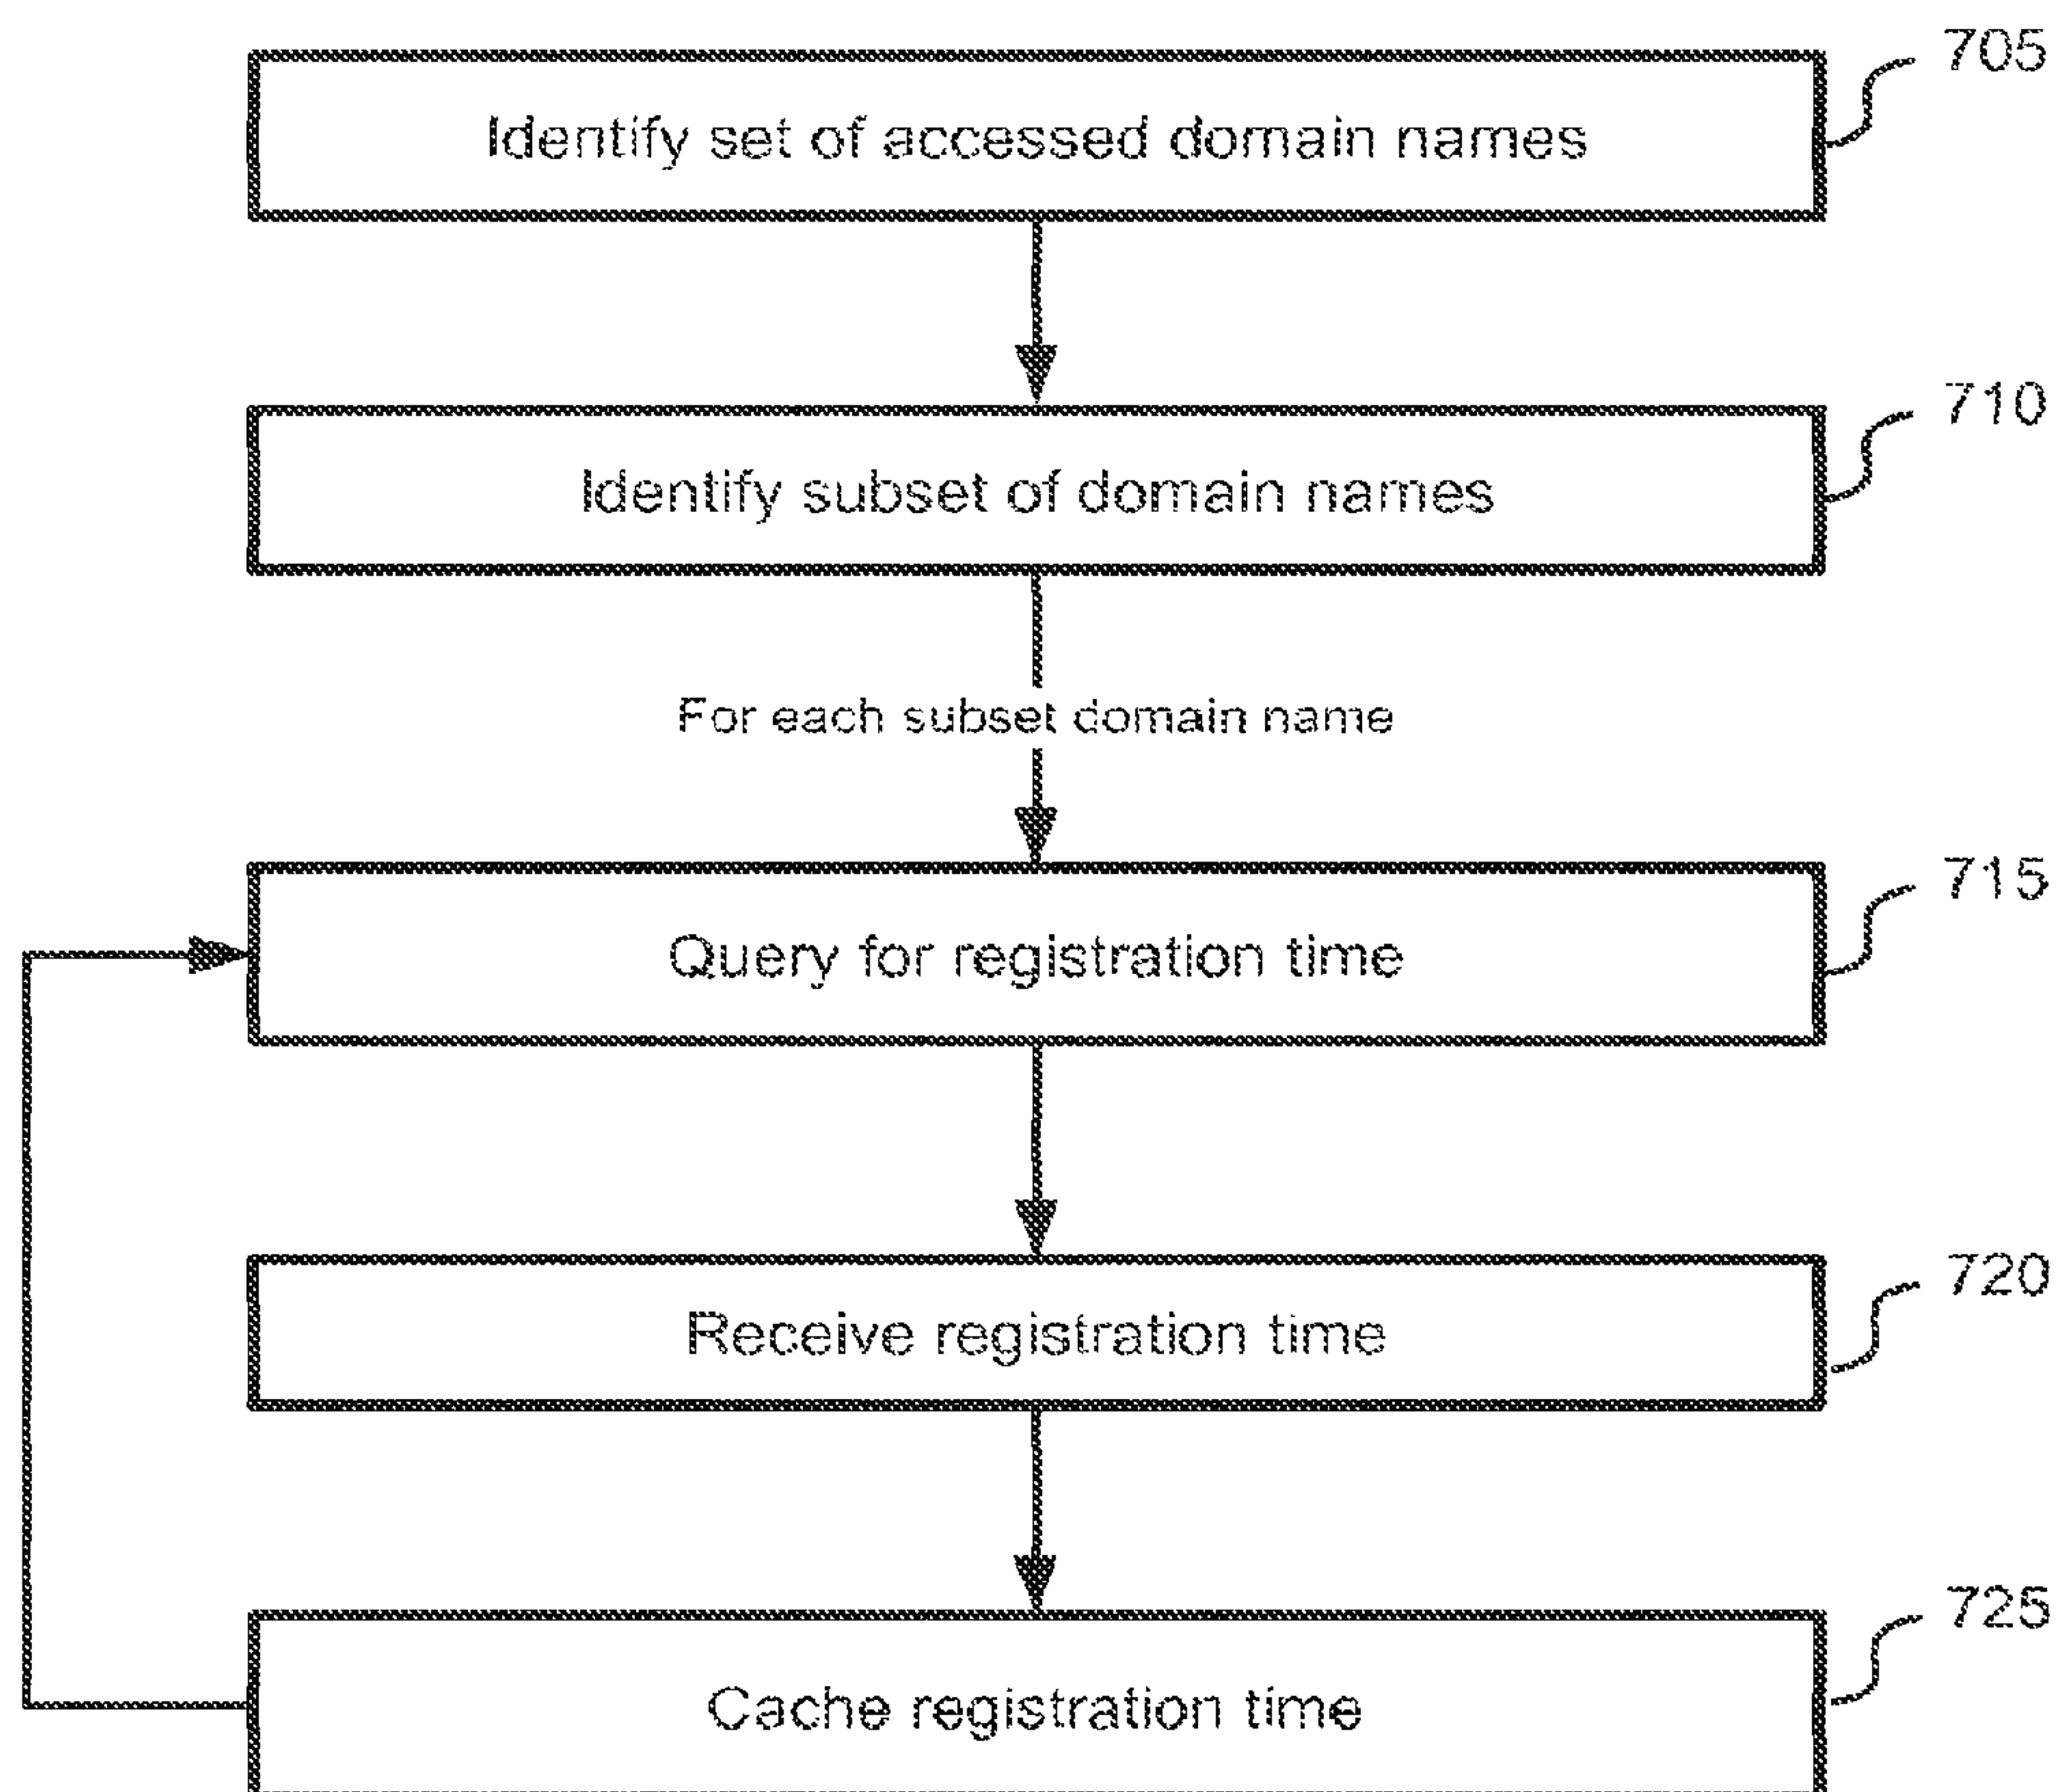 705
Identify set of accessed domain names
710
Identify subset of domain names
For each subset domain name
715
Query for registration time
720
Receive registration time
725
Cache registration time